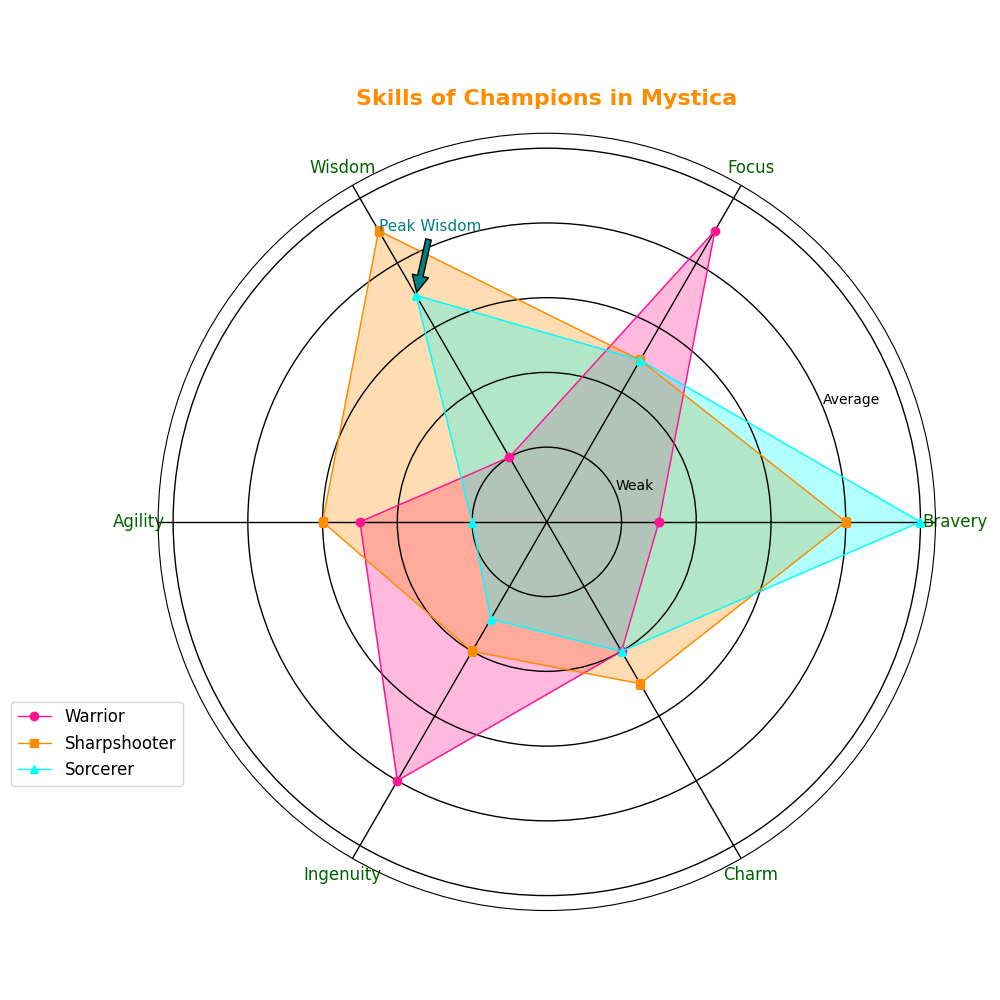 Skills of Champions in Mystica
Wisdom
Focus
Peak Wisdom
Average
Weak
Agility
Bravery
Warrior
Sharpshooter
Sorcerer
Ingenuity
Charm